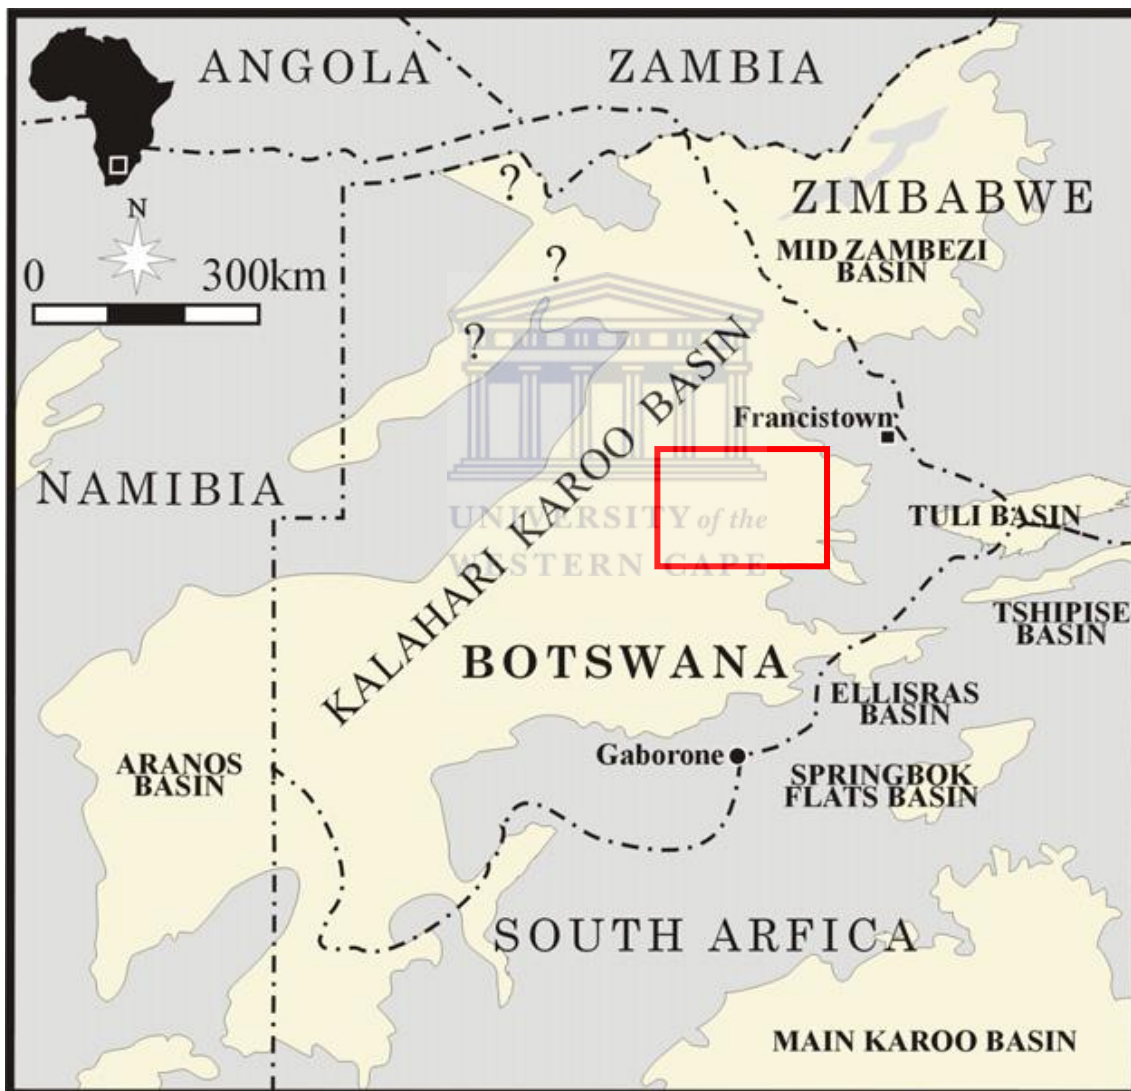 ANGOLA
ZAMBIA
?
N
ZIMBABWE
0 300km
MID ZAMBEZI
BASIN
?
?
KALAHARI KAROO BASIN
Francistown
NAMIBIA
TULI BASIN
UNIVERSITY of the
WESTERN CAPE
TSHIPISE
BASIN
BOTSWANA
ELLISRAS
BASIN
Gaborone
ARANOS
BASIN
SPRINGBOK
FLATS BASIN
SOUTH ARFICA
MAIN KAROO BASIN